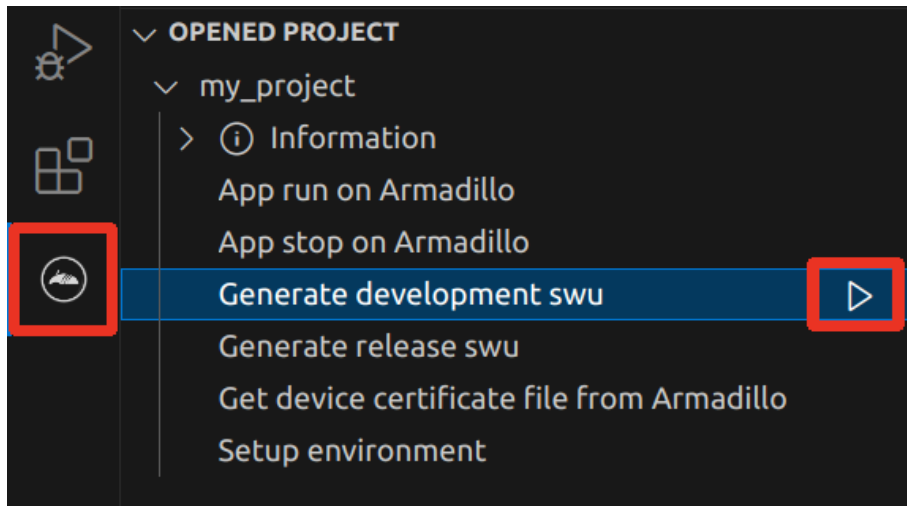 OPENED PROJECT
my_project
Information
App run on Armadillo
App stop on Armadillo
Generate development swu
Generate release swu
Get device certificate file from Armadillo
Setup environment